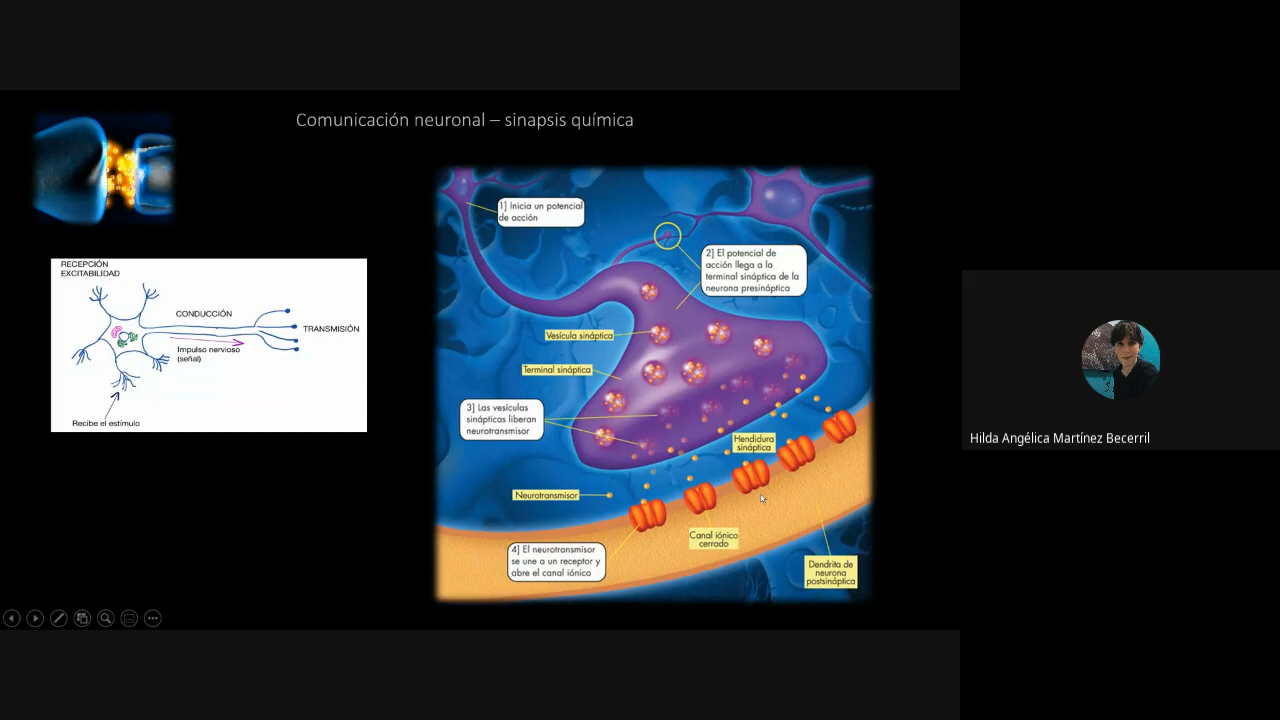 Comunicación neuronal – sinapsis química
RECEPCIÓN
EXCITABILIDAD
CONDUCCIÓN
TRANSMISIÓN
Impulso nervioso
(señal)
Recibe el estímulo
1] Inicia un potencial
de acción
2] El potencial de
acción llega a la
terminal sináptica de la
neurona presináptica
Vesícula sináptica
Terminal sináptica
3] Las vesículas
sinápticas liberan
neurotransmisor
Hendidura
sináptica
Neurotransmisor
Canal iónico
cerrado
4] El neurotransmisor
se une a un receptor y
abre el canal iónico
Dendrita de
neurona
postsináptica
Hilda Angélica Martínez Becerril